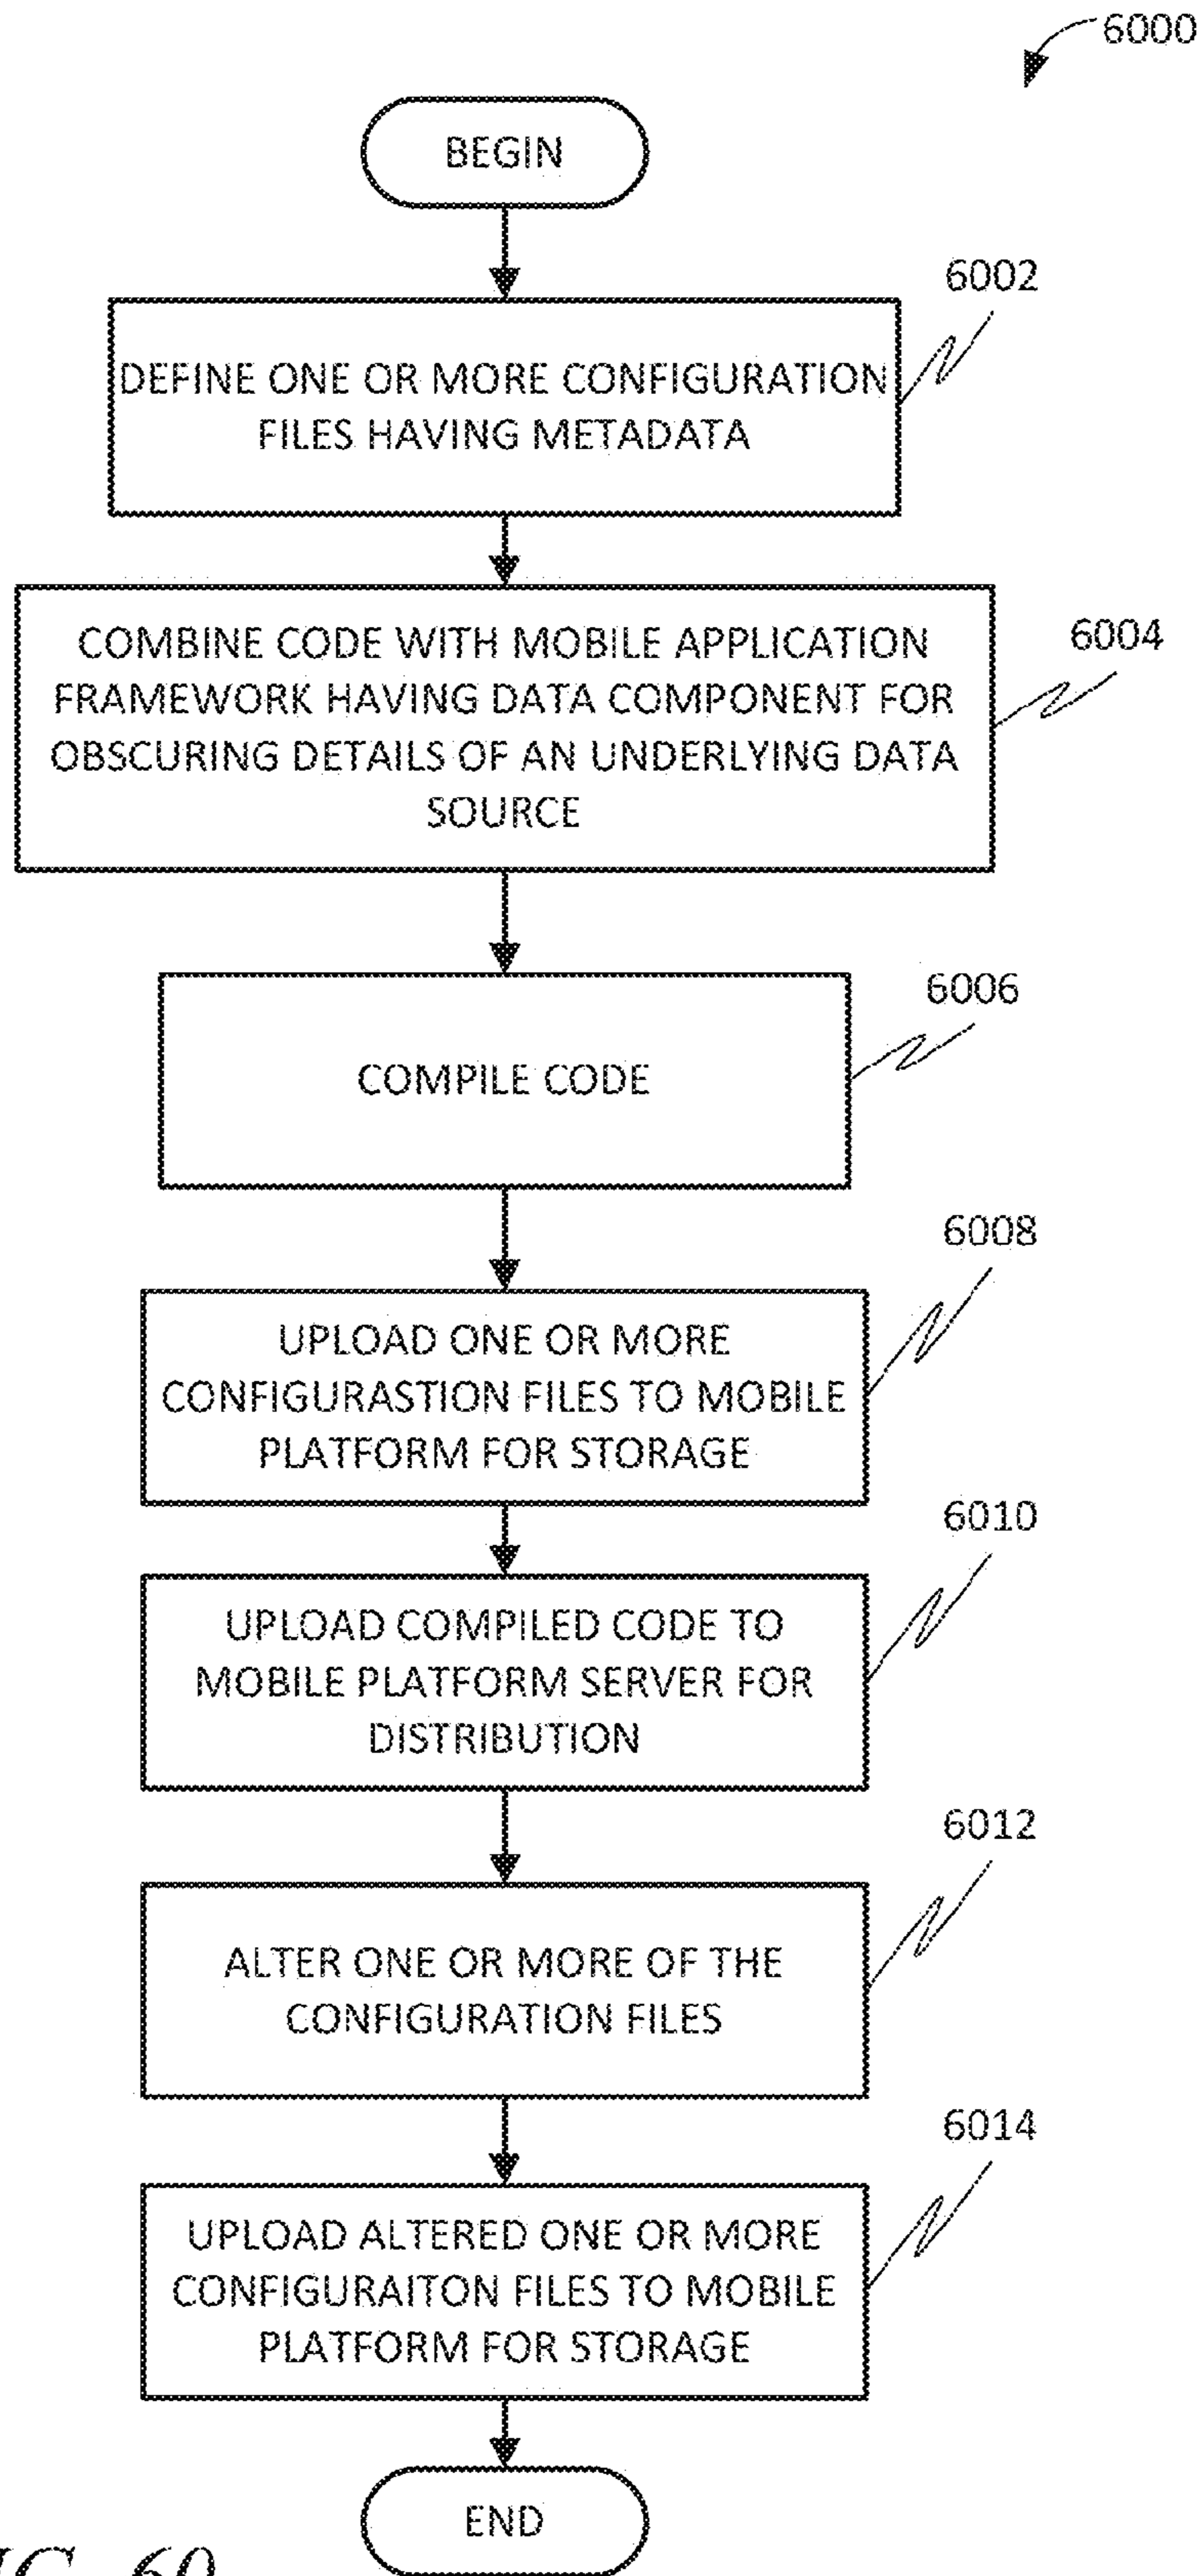 6000
BEGIN
6002
DEFINE ONE OR MORE CONFIGURATION
FILES HAVING METADATA
6004
COMBINE CODE WITH MOBILE APPLICATION
FRAMEWORK HAVING DATA COMPONENT FOR
OBSCURING DETAILS OF AN UNDERLYING DATA
SOURCE
6006
COMPILE CODE
6008
UPLOAD ONE OR MORE
CONFIGURASTION FILES TO MOBILE
PLATFORM FOR STORAGE
6010
UPLOAD COMPILED CODE TO
MOBILE PLATFORM SERVER FOR
DISTRIBUTION
6012
ALTER ONE OR MORE OF THE
CONFIGURATION FILES
6014
UPLOAD ALTERED ONE OR MORE
CONFIGURAITON FILES TO MOBILE
PLATFORM FOR STORAGE
END